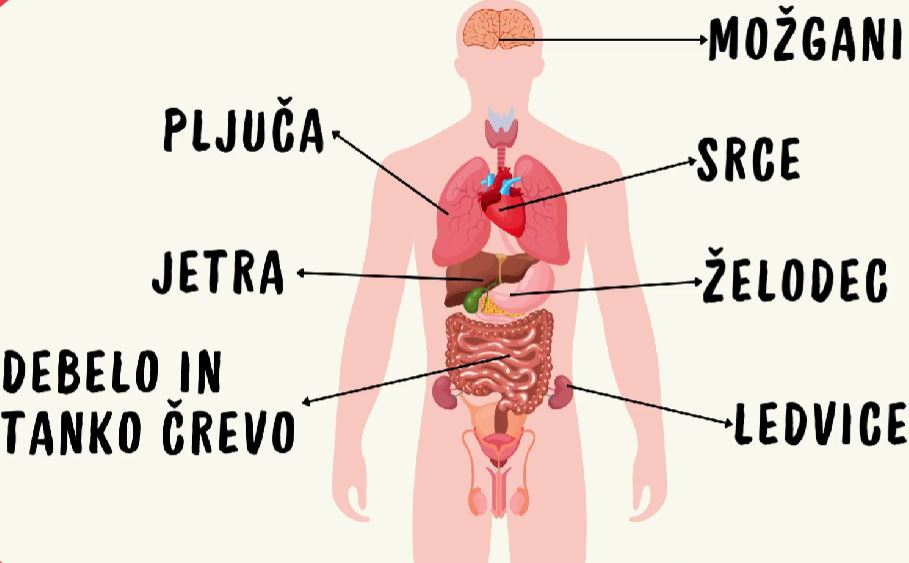 MOŽGANI
PLJUČA
SRCE
JETRA
ŽELODEC
DEBELO IN
TANKO ČREVO
LEDVICE